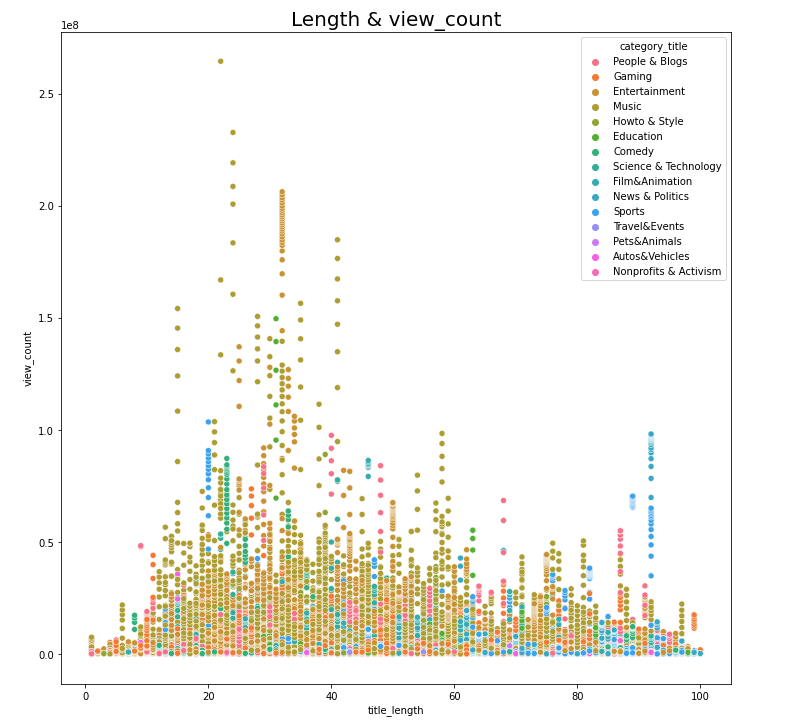 Length & view_count
1e8
category_title
People & Blogs
Gaming
Entertainment
Music
Howto & Style
Education
Comedy
Science & Technology
Film&Animation
News & Politics
Sports
Travel&Events
Pets&Animals
Autos&Vehicles
Nonprofits & Activism
2.5
2.0
1.5
1.0
0.5
0.0
view_count
0
20
40
60
80
100
title_length